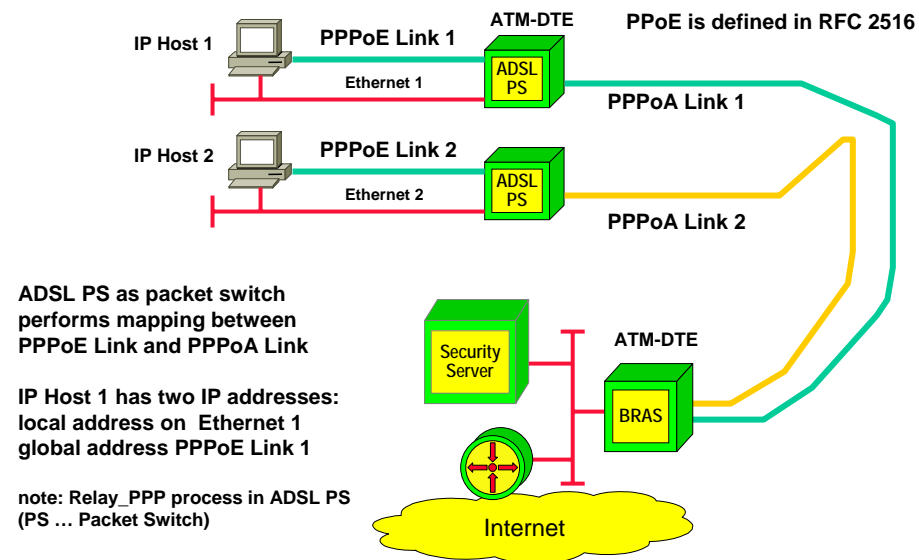 ATM-DTE
PPoE is defined in RFC 2516
IP Host 1
PPPoE Link 1
Ethernet 1
ADSL
PS
PPPoA Link 1
IP Host 2
PPPoE Link 2
Ethernet 2
ADSL
PS
PPPoA Link 2
ADSL PS as packet switch
performs mapping between
PPPoE Link and PPPoA Link
IP Host 1 has two IP addresses:
local address on Ethernet 1
global address PPPoE Link 1
note: Relay_PPP process in ADSL PS
(PS … Packet Switch)
Security
Server
ATM-DTE
BRAS
Internet